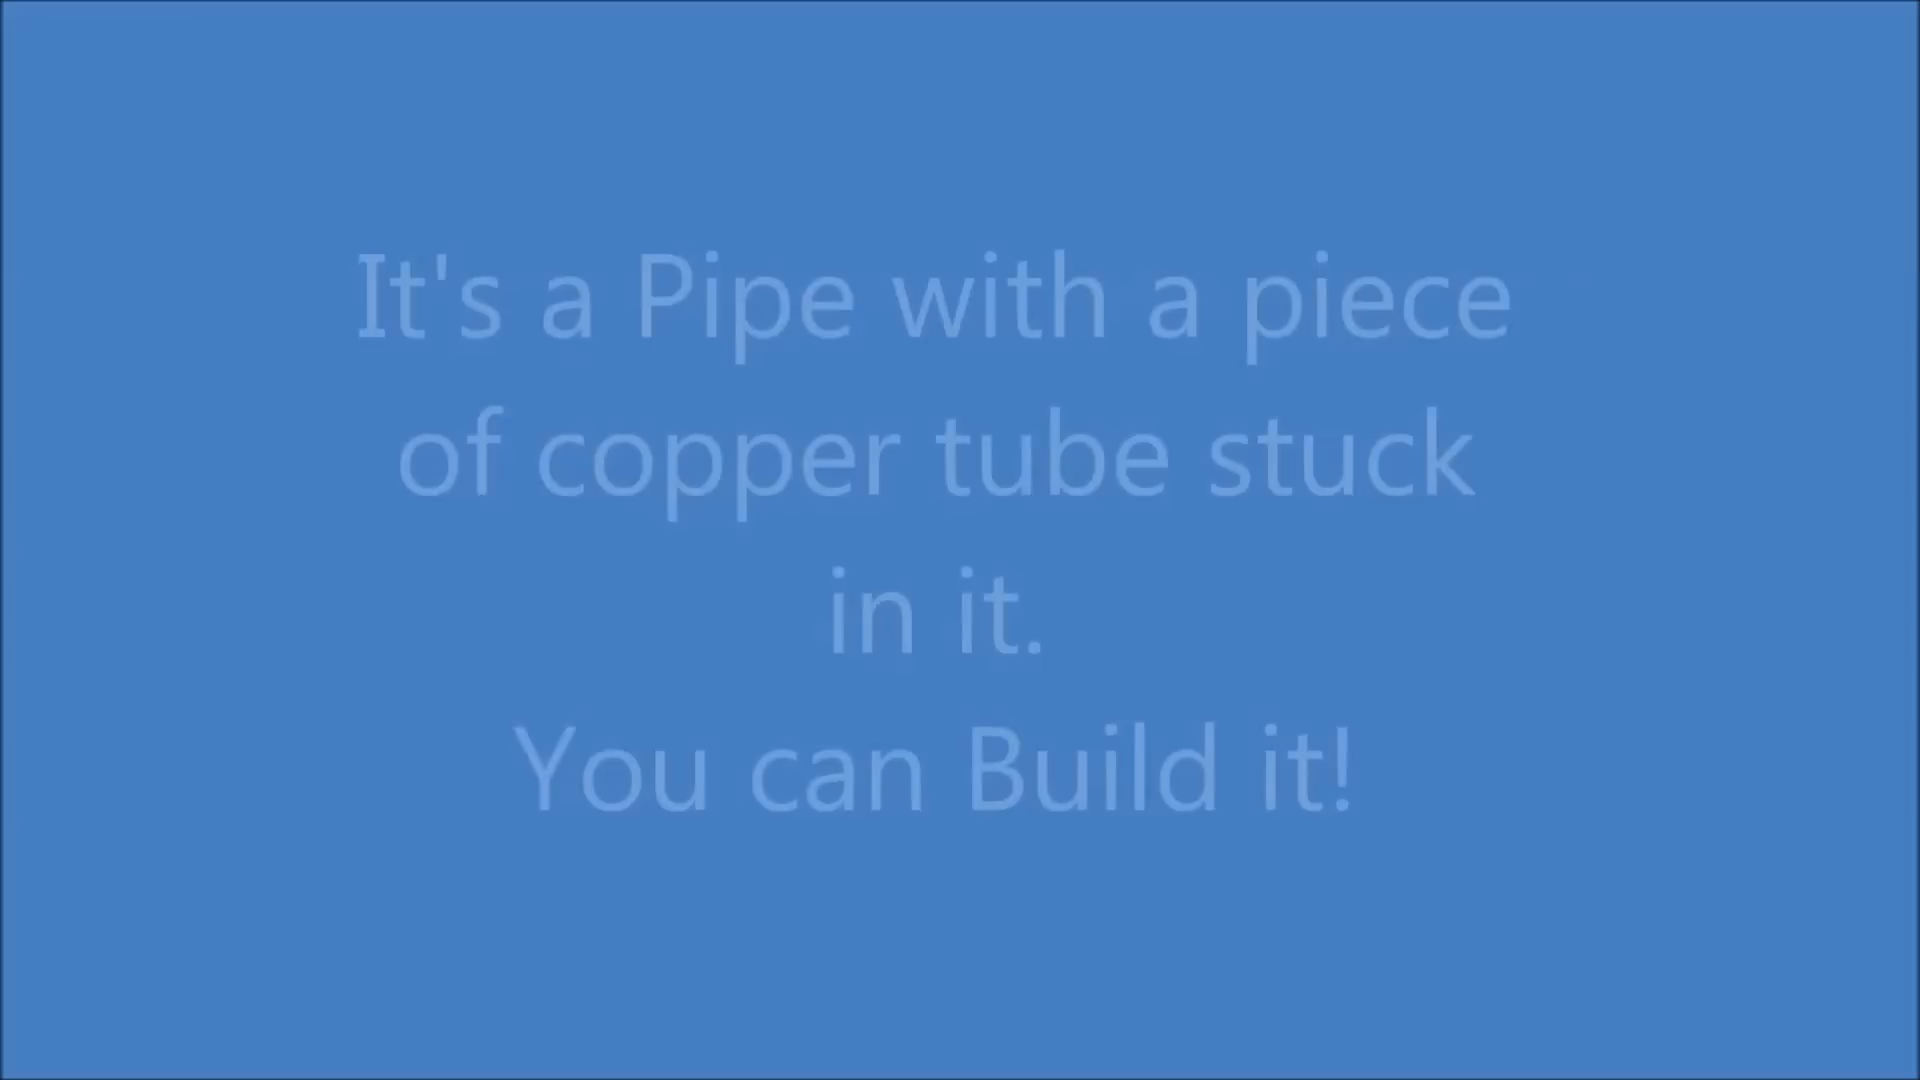 It's a Pipe with a piece
of copper tube stuck
in it.
You can Build it!